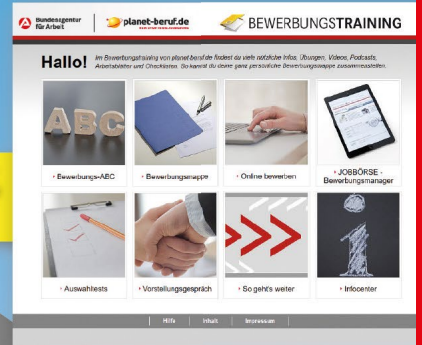 Bundesagentur
für Arbeit
planet-beruf.de
BEWERBUNGSTRAINING
Hallo!
Im Bewerbungstraining von planet-beruf.de findest du viele nützliche Infos, Übungen, Videos, Podcasts,
Arbeitsblätter und Checklisten. So kannst du deine ganz persönliche Bewerbungsmappe zusammenstellen.
ABC
Bewerbungs-ABC
Bewerbungsmappe
Online bewerben
JOBBÖRSE -
Bewerbungsmanager
Auswahltests
Vorstellungsgespräch
So geht's weiter
Infocenter
Hilfe
Inhalt
Impressum